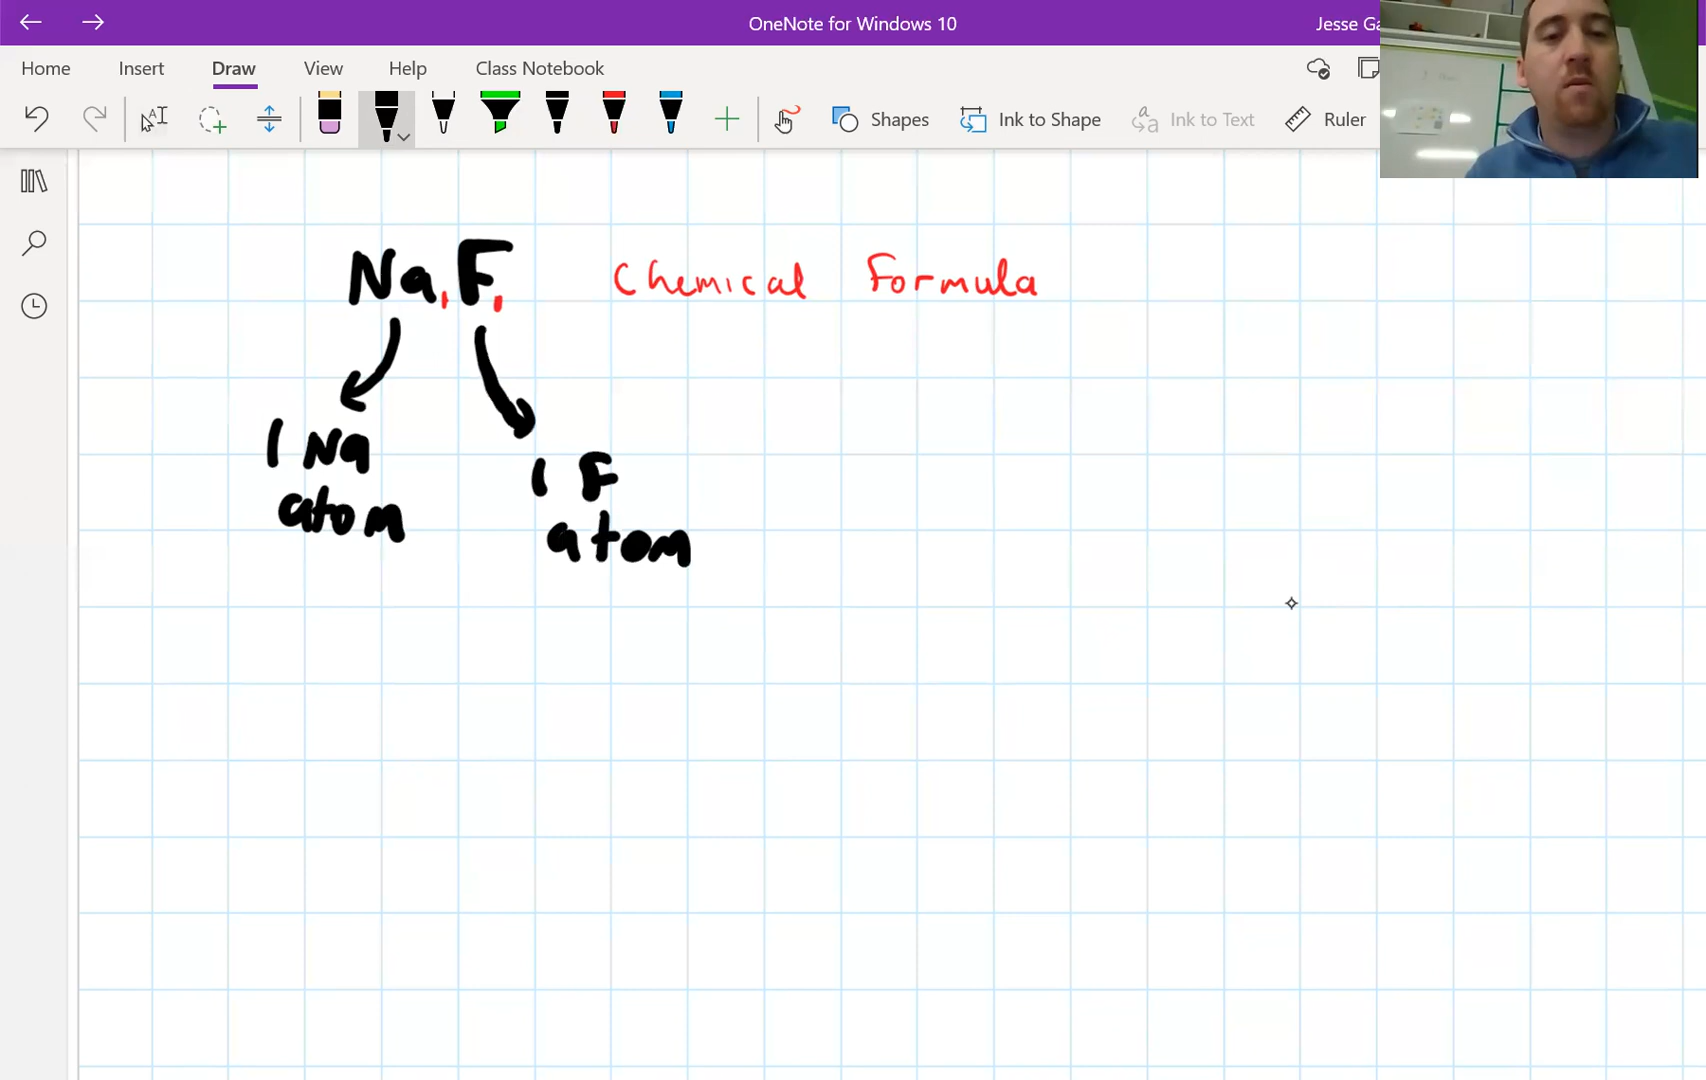 OneNote for Windows 10
Jesse Ga
Home Insert Draw View Help Class Notebook
Shapes Ink to Shape Ink to Text Ruler
Na₁F₁ Chemical Formula
1 Na
atom
1 F
atom